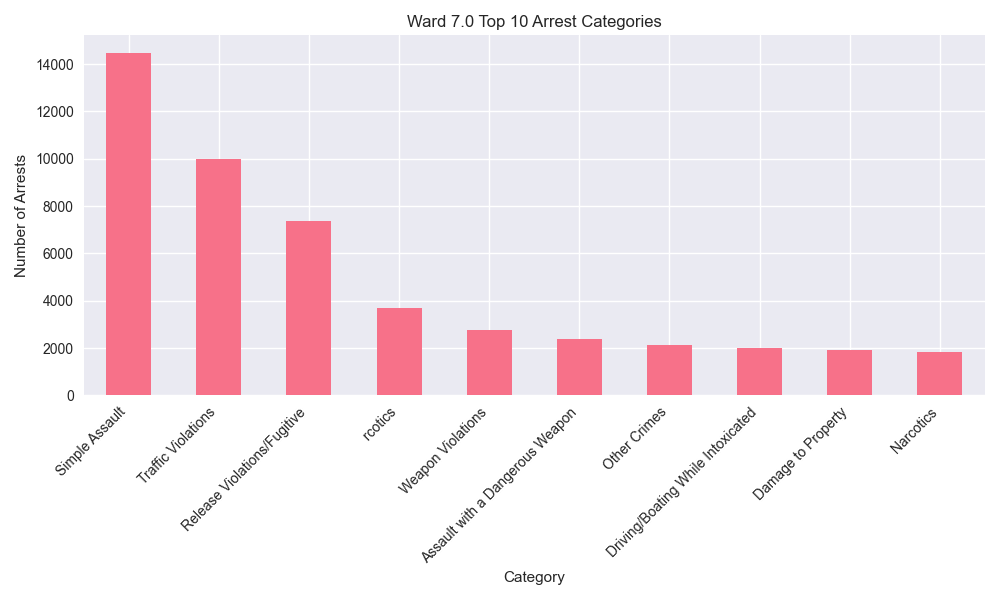 Ward 7.0 Top 10 Arrest Categories
Number of Arrests
14000
12000
10000
8000
6000
4000
2000
0
Simple Assault
Traffic Violations
Release Violations/Fugitive
rcotics
Weapon Violations
Assault with a Dangerous Weapon
Other Crimes
Driving/Boating While Intoxicated
Damage to Property
Narcotics
Category